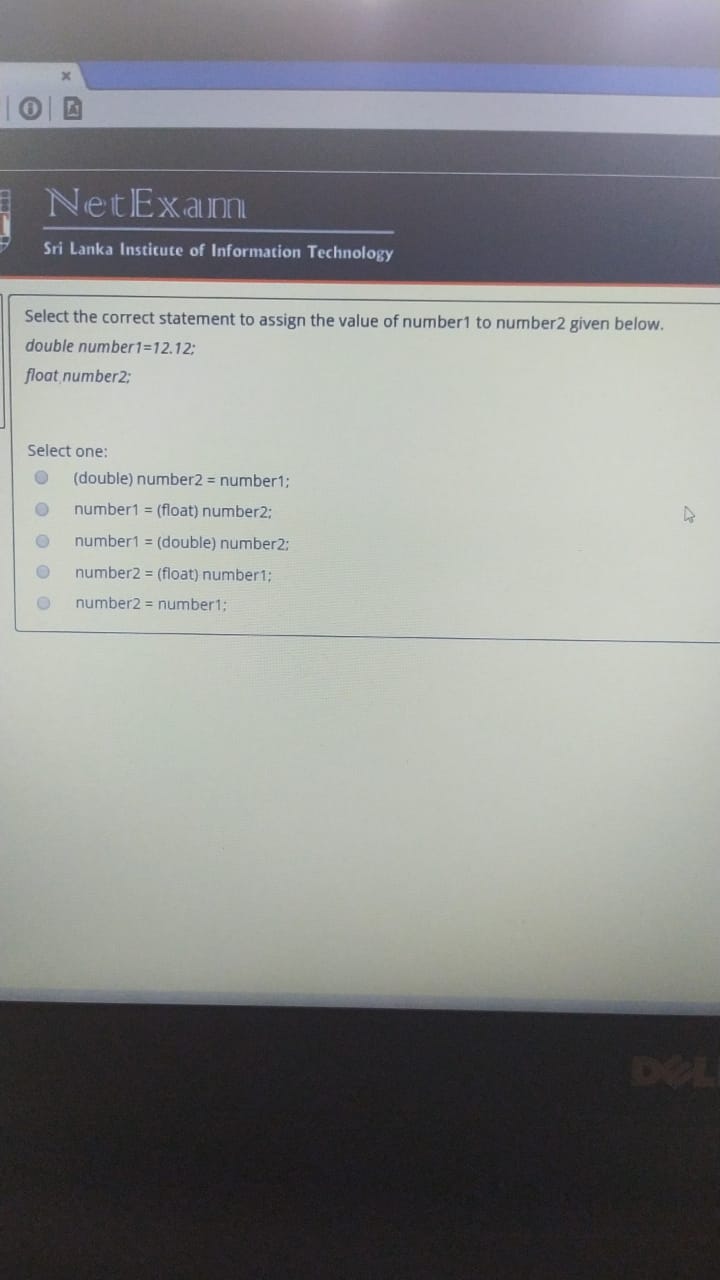 x
NetExam
Sri Lanka Institute of Information Technology
Select the correct statement to assign the value of number1 to number2 given below.
double number1=12.12;
float number2;
Select one:
(double) number2 = number1;
number1 = (float) number2;
number1 = (double) number2;
number2 = (float) number1;
number2 = number1;